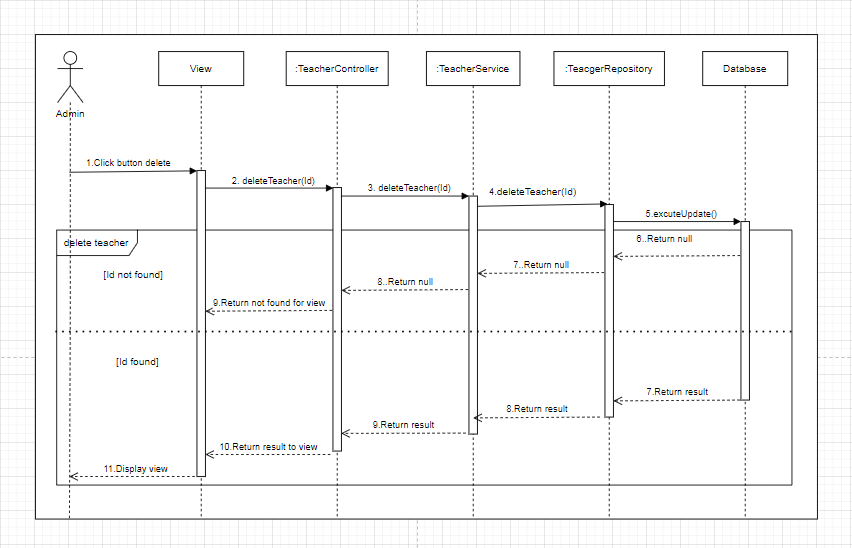 View
:TeacherController
:TeacherService
:TeacgerRepository
Database
Admin
1.Click button delete
2. deleteTeacher(Id)
3. deleteTeacher(Id)
4.deleteTeacher(Id)
5.excuteUpdate()
delete teacher
6..Return null
7..Return null
[Id not found]
8..Return null
9.Return not found for view
[Id found]
7.Return result
8.Return result
9.Return result
10.Return result to view
11.Display view